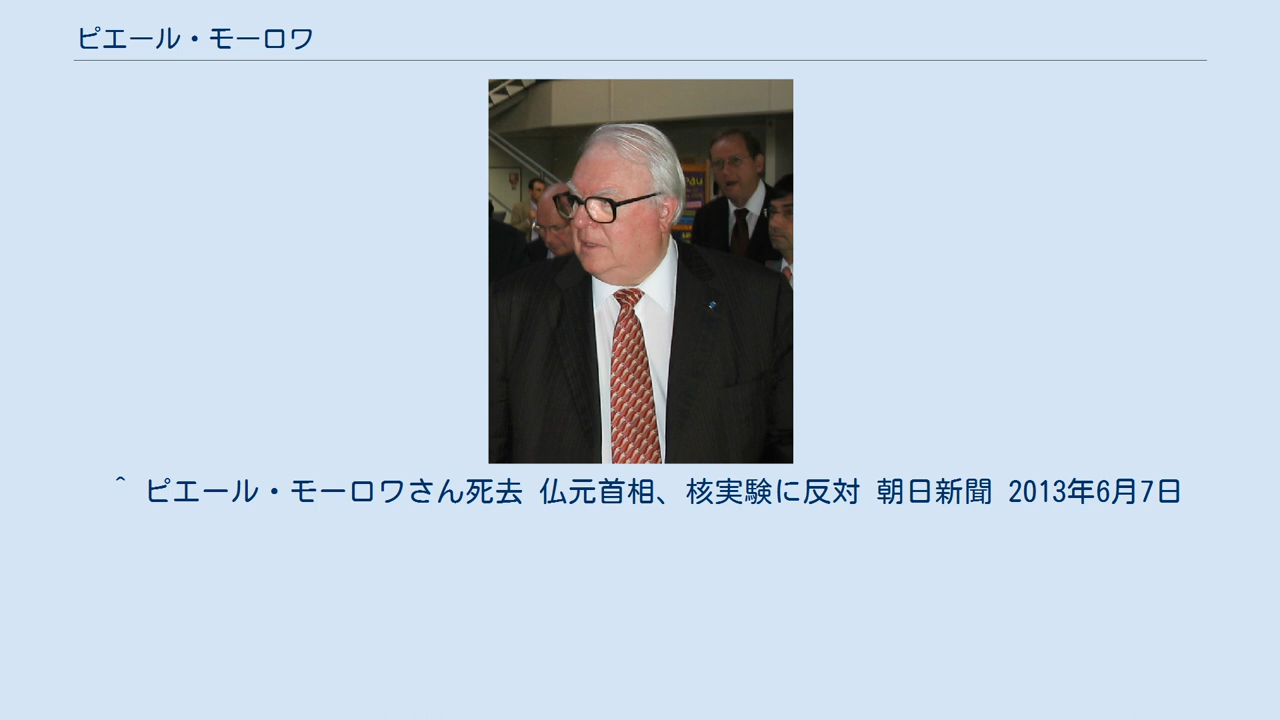 ピエール・モーロワ
^ ピエール・モーロワさん死去 仏元首相、核実験に反対 朝日新聞 2013年6月7日